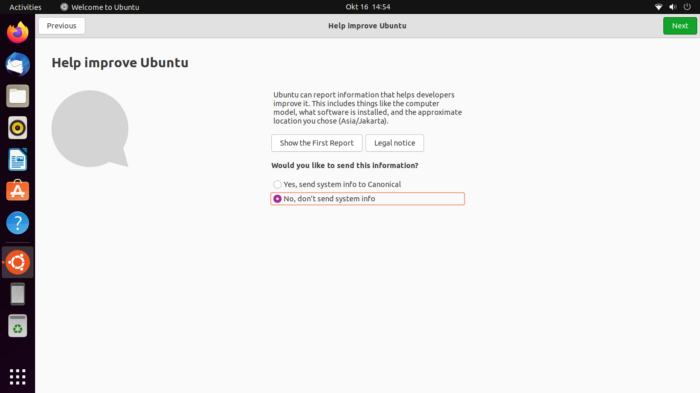 Activities
Welcome to Ubuntu
Okt 16 14:54
Previous
Help improve Ubuntu
Next
Help improve Ubuntu
Ubuntu can report information that helps developers
improve it. This includes things like the computer
model, what software is installed, and the approximate
location you chose (Asia/Jakarta).
Show the First Report
Legal notice
Would you like to send this information?
Yes, send system info to Canonical
No, don't send system info